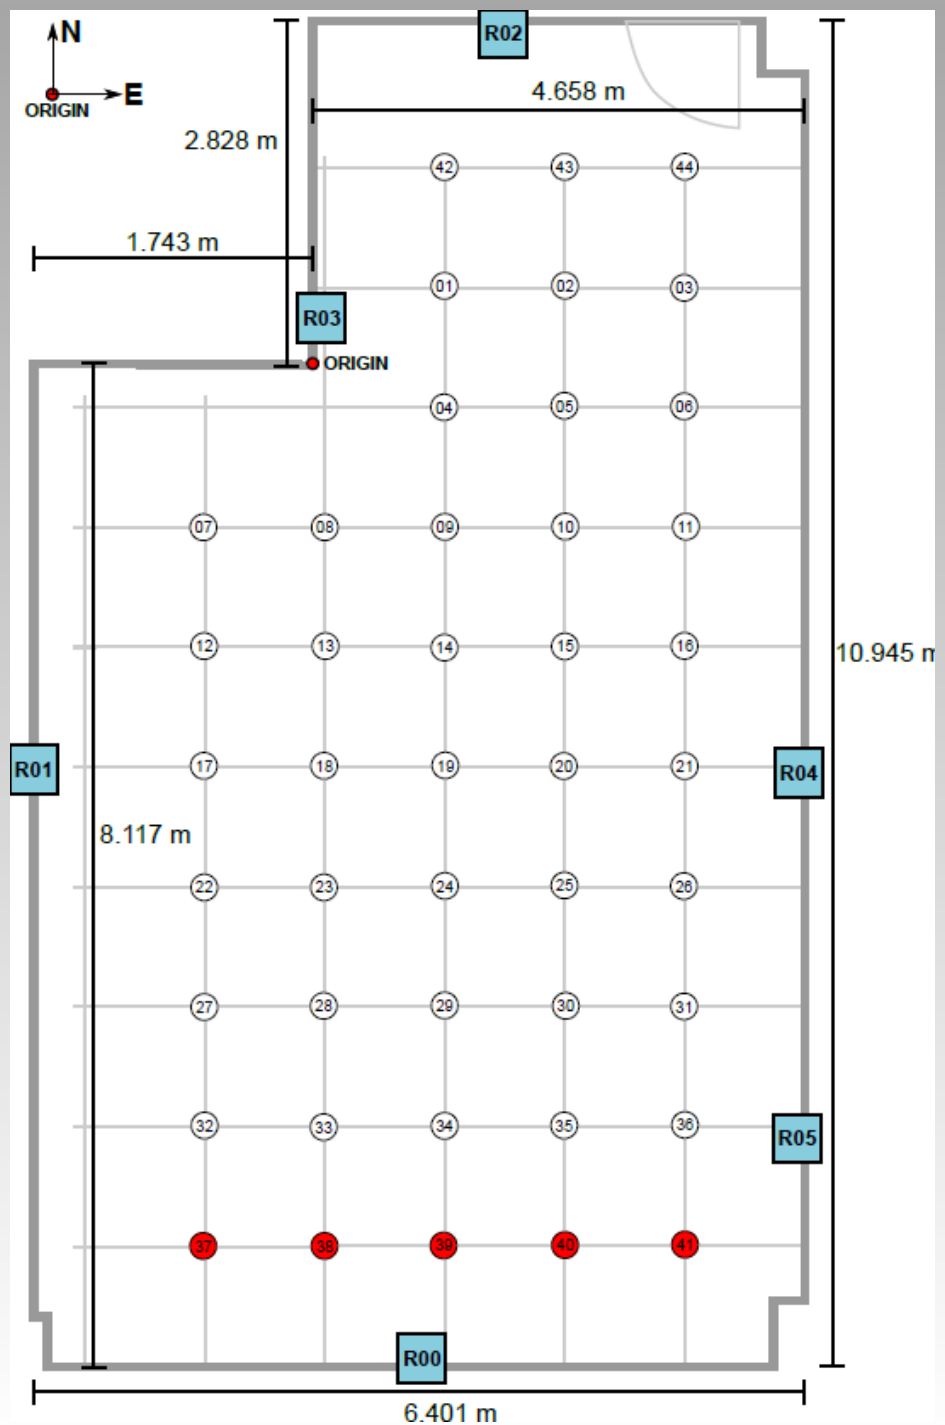 N
R02
E
ORIGIN
4.658 m
2.828 m
42 43 44
1.743 m
01 02 03
R03
ORIGIN
04 05 06
07 08 09 10 11
12 13 14 15 16
10.945 m
R01 17 18 19 20 21 R04
8.117 m
22 23 24 25 26
27 28 29 30 31
32 33 34 35 36
R05
37 38 39 40 41
R00
6.401 m